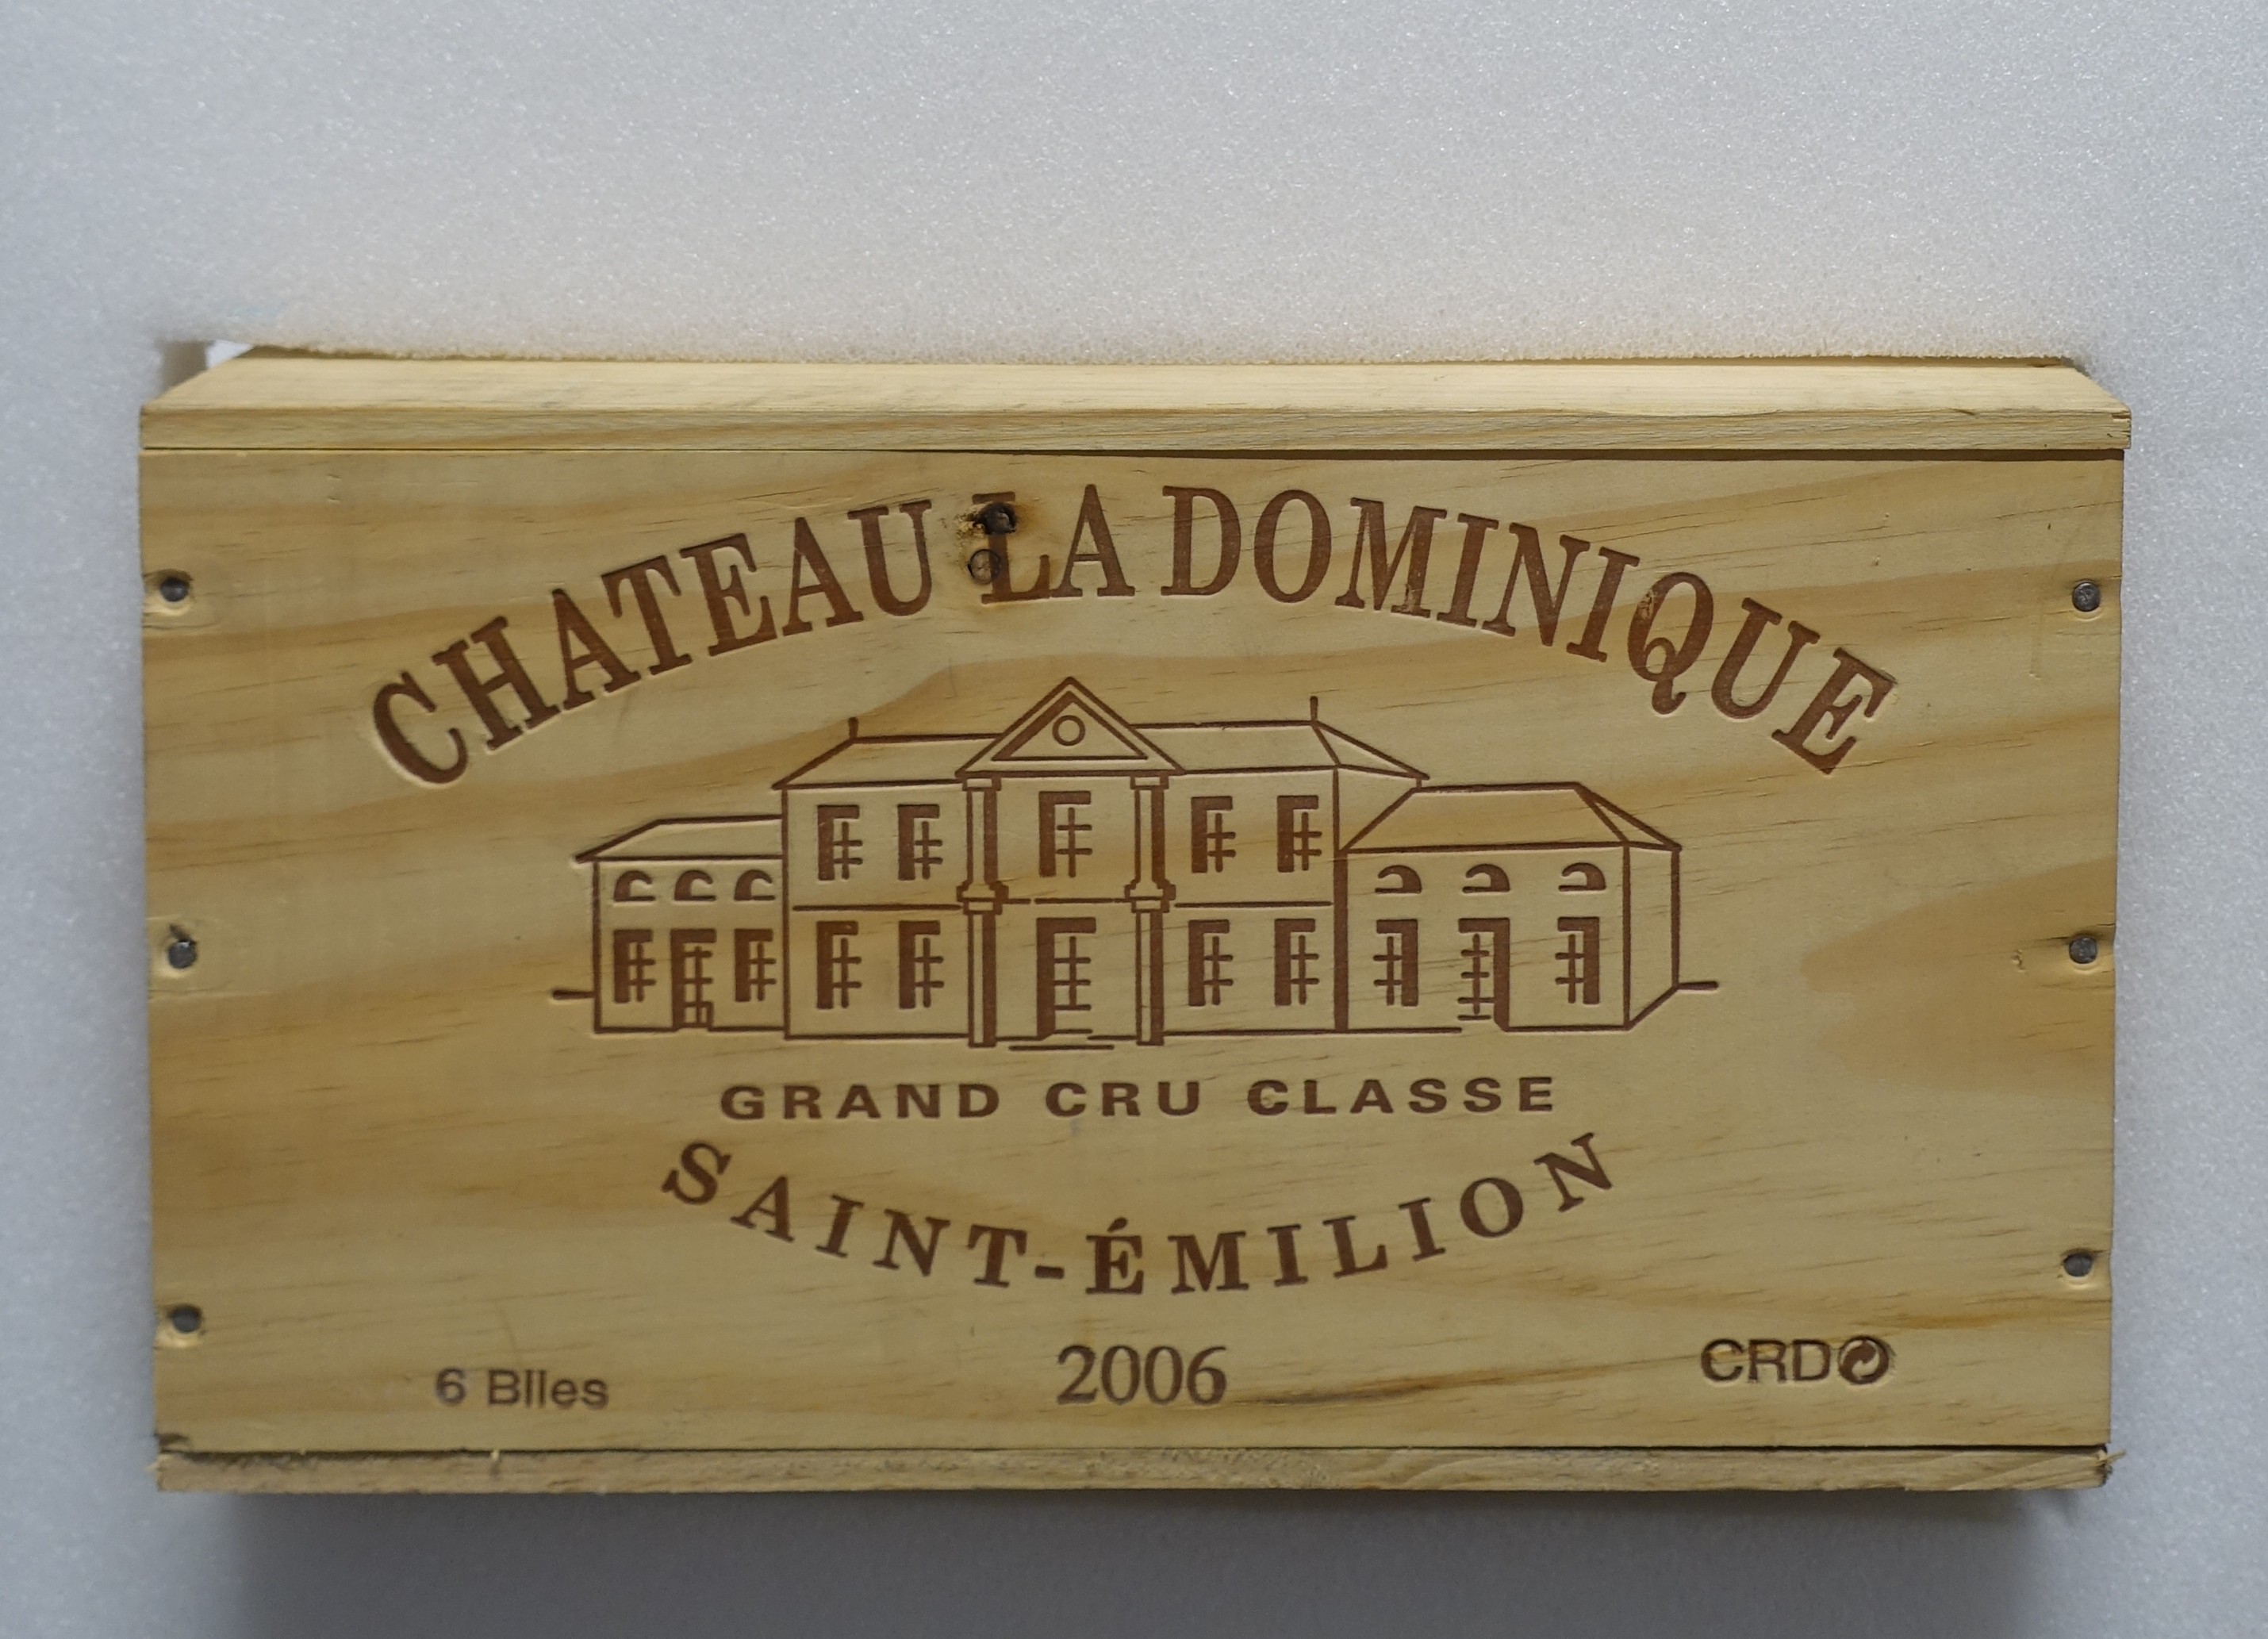 CHATEAU LA DOMINIQUE
GRAND CRU CLASSE
SAINT-ÉMILION
6 Blles
2006
CRD